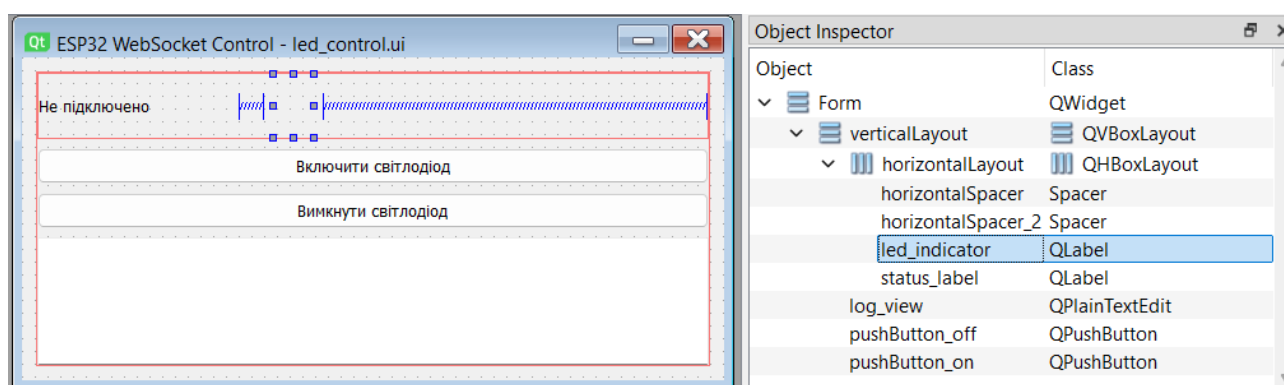 Qt ESP32 WebSocket Control - led_control.ui
Не підключено
Включити світлодіод
Вимкнути світлодіод
Object Inspector
Object Class
Form QWidget
verticalLayout QVBoxLayout
horizontalLayout QHBoxLayout
horizontalSpacer Spacer
horizontalSpacer_2 Spacer
led_indicator QLabel
status_label QLabel
log_view QPlainTextEdit
pushButton_off QPushButton
pushButton_on QPushButton